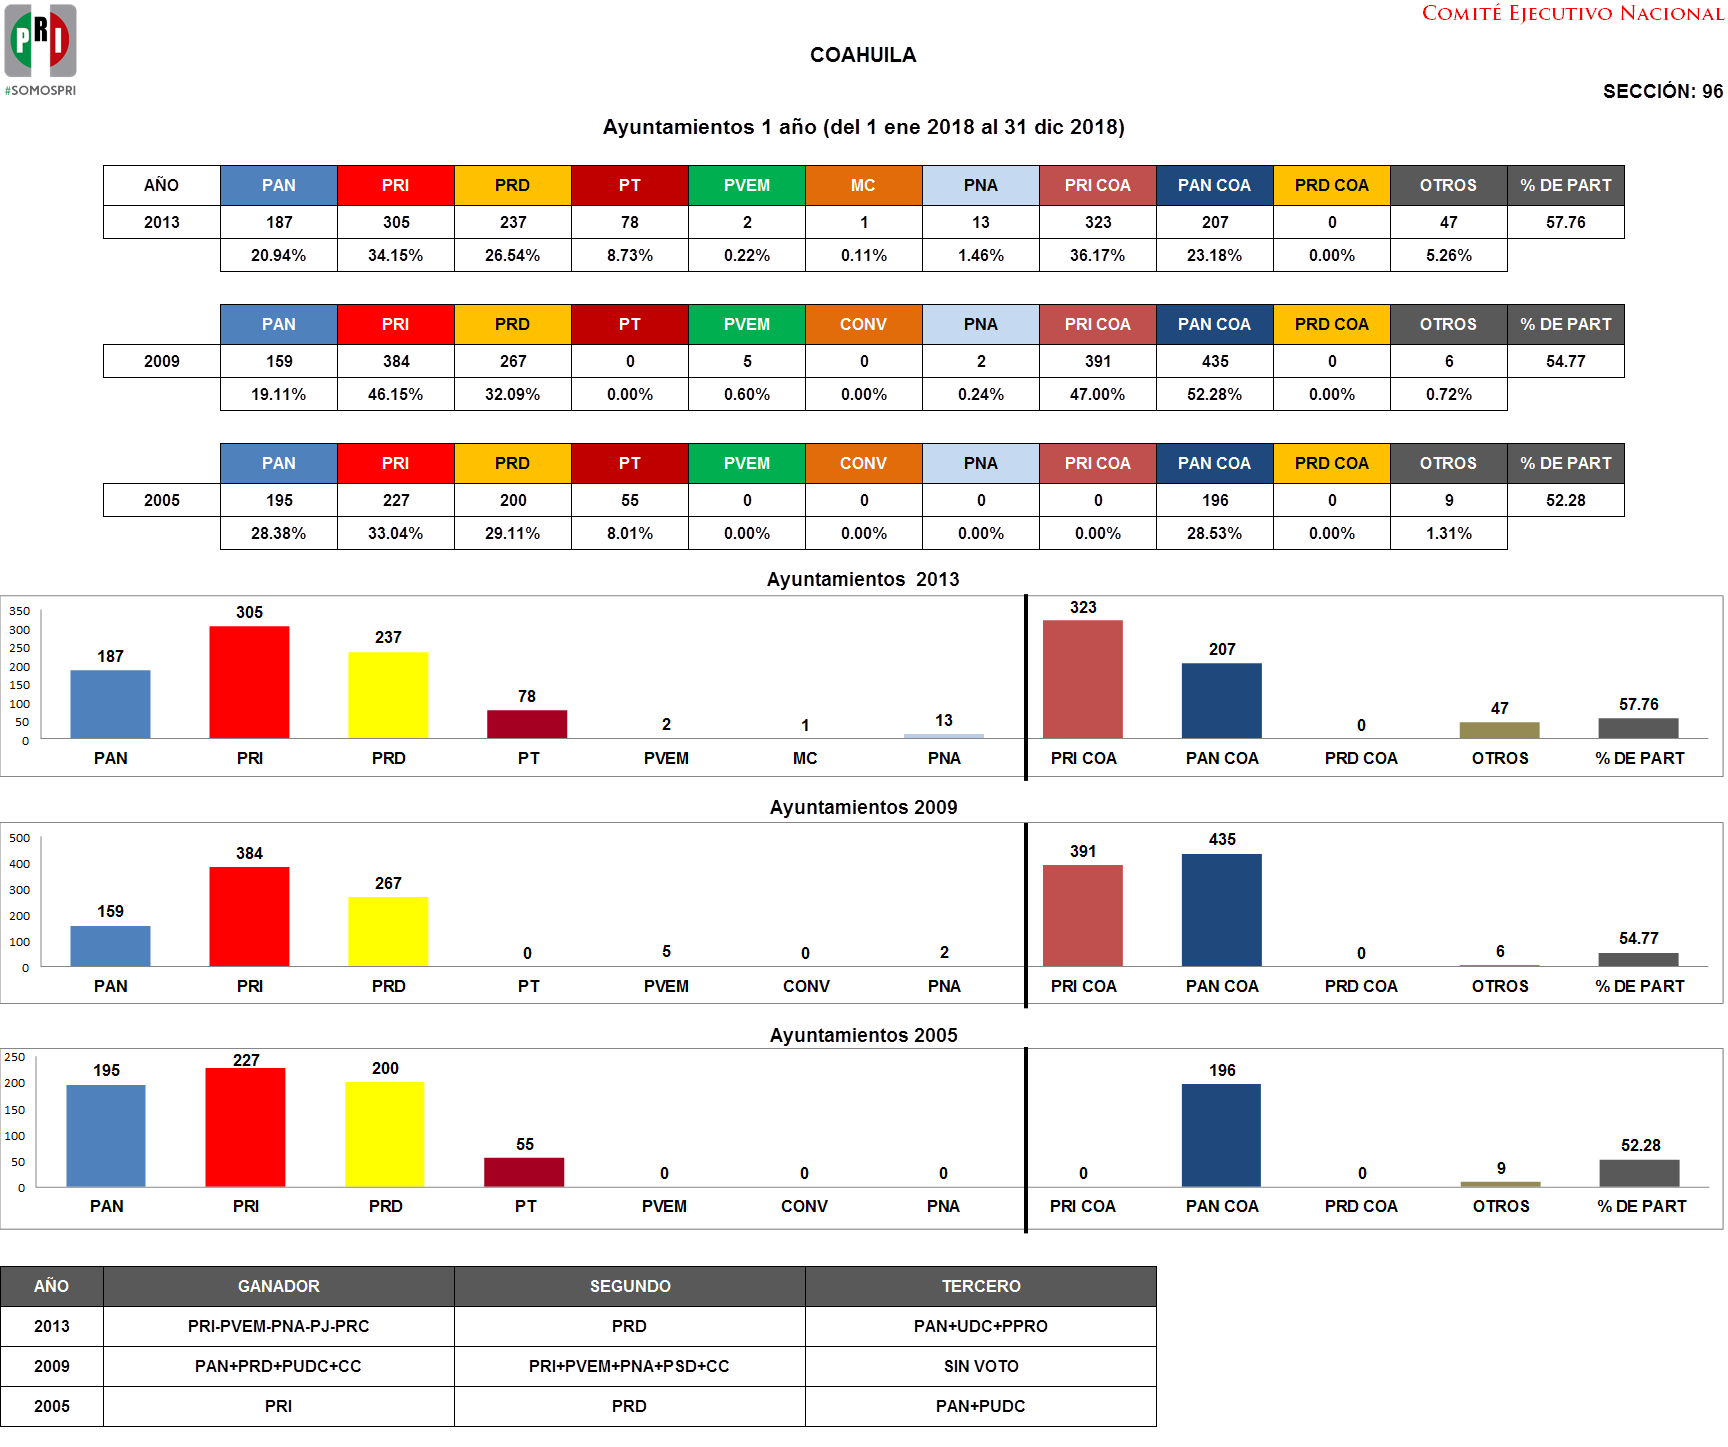 COMITÉ EJECUTIVO NACIONAL
PRI
#SOMOSPRI
COAHUILA
SECCIÓN: 96
Ayuntamientos 1 año (del 1 ene 2018 al 31 dic 2018)
AÑO PAN PRI PRD PT PVEM MC PNA PRI COA PAN COA PRD COA OTROS % DE PART
2013 187 305 237 78 2 1 13 323 207 0 47 57.76
20.94% 34.15% 26.54% 8.73% 0.22% 0.11% 1.46% 36.17% 23.18% 0.00% 5.26%
PAN PRI PRD PT PVEM CONV PNA PRI COA PAN COA PRD COA OTROS % DE PART
2009 159 384 267 0 5 0 2 391 435 0 6 54.77
19.11% 46.15% 32.09% 0.00% 0.60% 0.00% 0.24% 47.00% 52.28% 0.00% 0.72%
PAN PRI PRD PT PVEM CONV PNA PRI COA PAN COA PRD COA OTROS % DE PART
2005 195 227 200 55 0 0 0 0 196 0 9 52.28
28.38% 33.04% 29.11% 8.01% 0.00% 0.00% 0.00% 0.00% 28.53% 0.00% 1.31%
Ayuntamientos 2013
350
300
250
200
150
100
50
0
187 305 237 78 2 1 13 323 207 0 47 57.76
PAN PRI PRD PT PVEM MC PNA PRI COA PAN COA PRD COA OTROS % DE PART
Ayuntamientos 2009
500
400
300
200
100
0
159 384 267 0 5 0 2 391 435 0 6 54.77
PAN PRI PRD PT PVEM CONV PNA PRI COA PAN COA PRD COA OTROS % DE PART
Ayuntamientos 2005
250
200
150
100
50
0
195 227 200 55 0 0 0 0 196 0 9 52.28
PAN PRI PRD PT PVEM CONV PNA PRI COA PAN COA PRD COA OTROS % DE PART
AÑO GANADOR SEGUNDO TERCERO
2013 PRI-PVEM-PNA-PJ-PRC PRD PAN+UDC+PPRO
2009 PAN+PRD+PUDC+CC PRI+PVEM+PNA+PSD+CC SIN VOTO
2005 PRI PRD PAN+PUDC